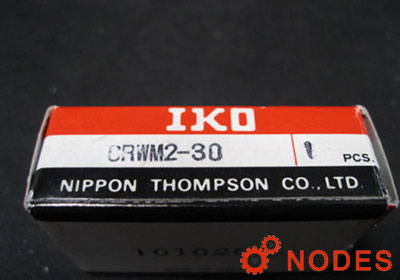 IKO
CRWM2-30 1 PCS.
NIPPON THOMPSON CO., LTD.
NODES